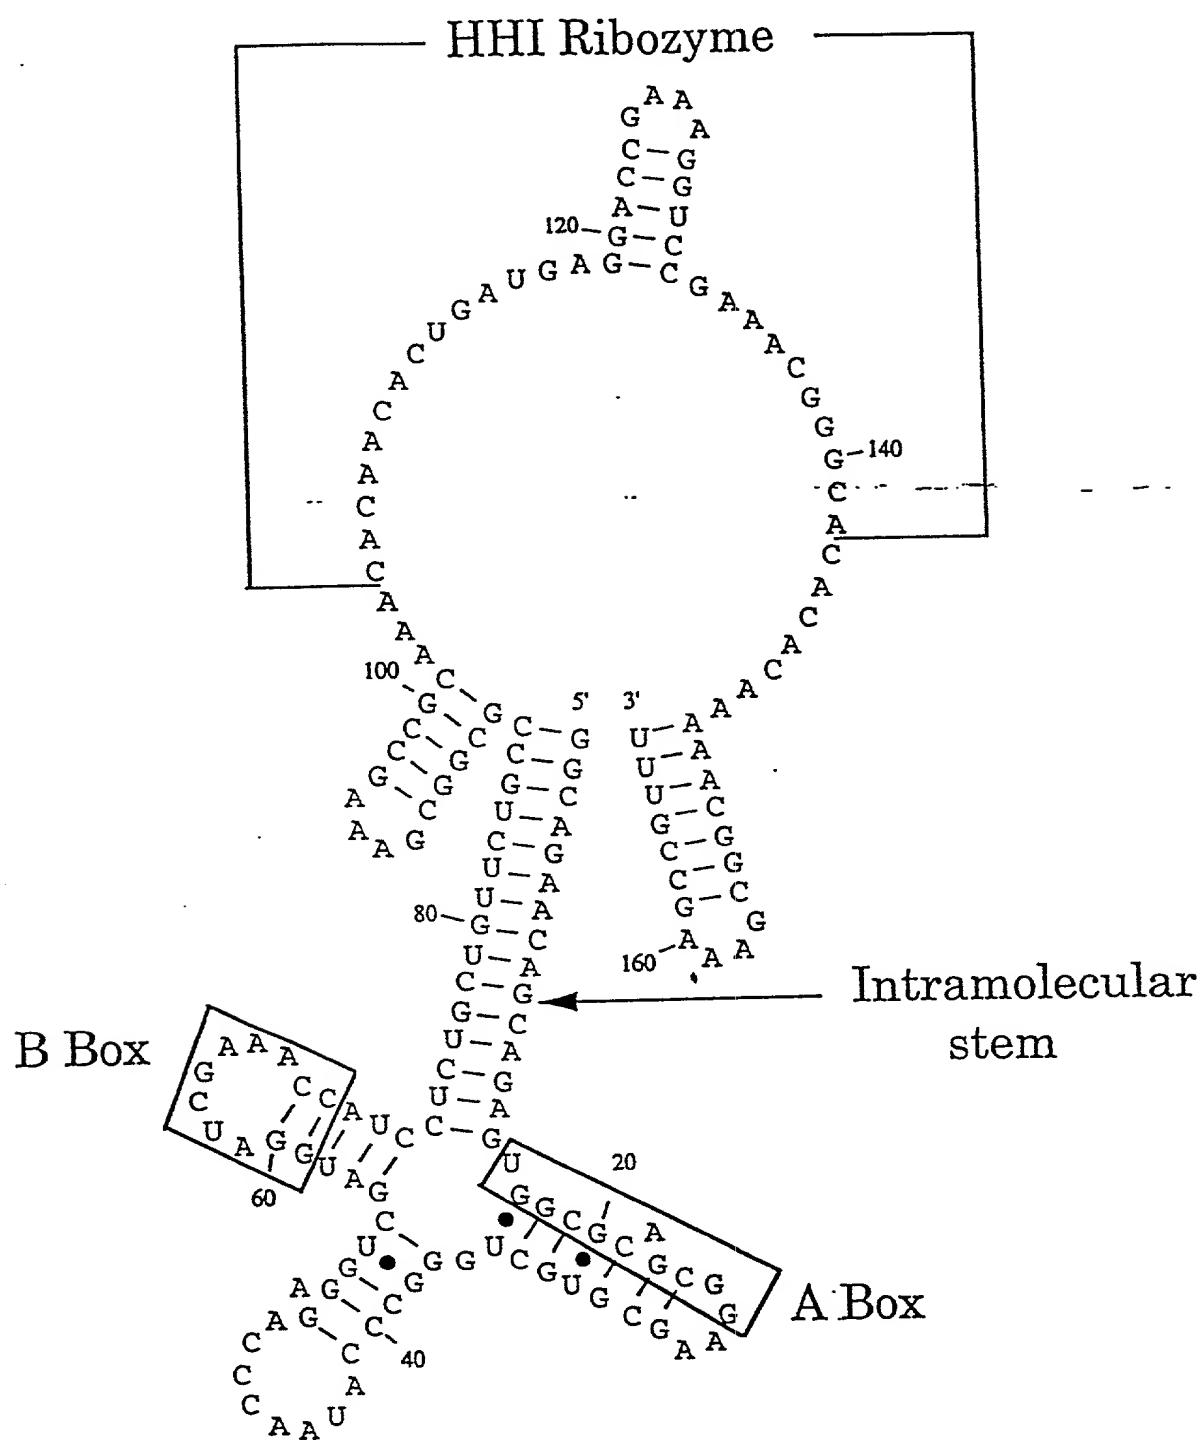 HHI Ribozyme
C A C A A C A C U G A U G A G G A C C G A A A G G U C C G A A A C G G G C A
120
140
C A C A C A A A A A C G G C G A A A G C C G U U U
100
5'
3'
G G C A G A A C A G C A G A G
80
160
Intramolecular
stem
B Box
G G A U C G A A A C C
60
20
U G G C G C A G C G G
A Box
A A G C G U G C U G G
G C C C A U A A C C C A A G G G U C G A U
40
A U C C U C U G C U G U U C U G C C
G C G G C G A A A G C C G C A A A